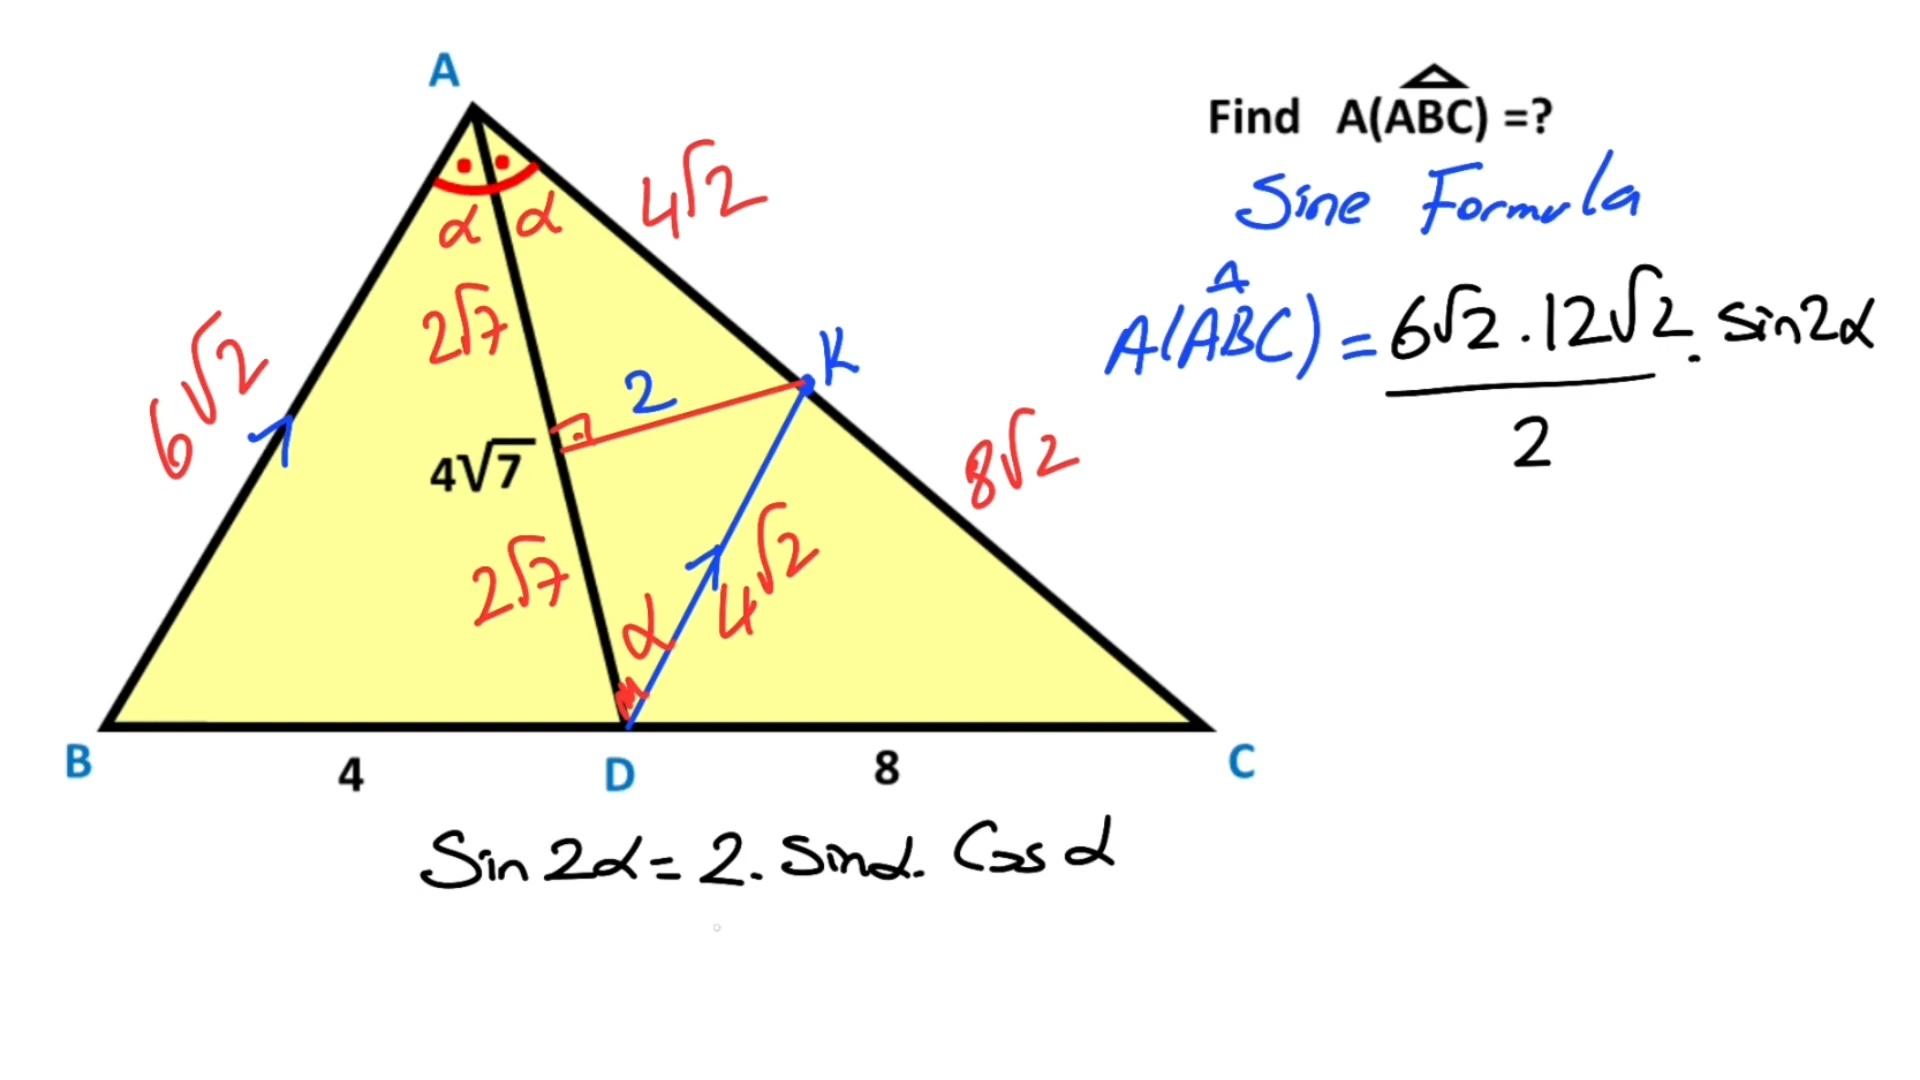 A
Find A(ABC) =?
Sine Formula
A(ABC) = 6√2 . 12√2 . sin2α
2
α α
4√2
2√7
6√2
2
K
4√7
8√2
2√7
α
4√2
B
4
D
8
C
Sin 2α = 2 . Sinα . Cos α